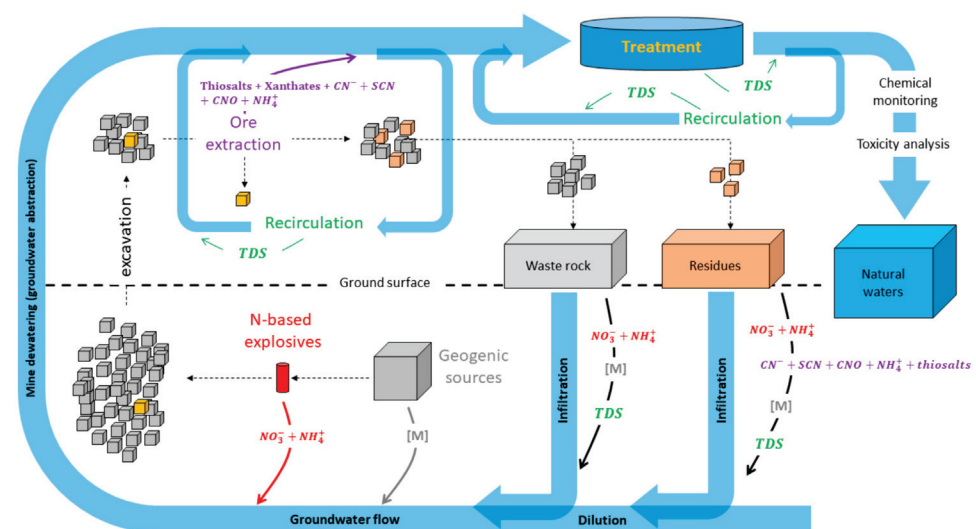 Treatment
Thiosalts + Xanthates + CN⁻ + SCN
+ CNO + NH₄⁺
TDS
TDS
Chemical
monitoring
Ore
extraction
Recirculation
Toxicity analysis
Mine dewatering (groundwater abstraction)
excavation
Recirculation
TDS
Waste rock
Residues
Natural
waters
Ground surface
N-based
explosives
Geogenic
sources
NO₃⁻ + NH₄⁺
[M]
Infiltration
NO₃⁻ + NH₄⁺
[M]
TDS
Infiltration
NO₃⁻ + NH₄⁺
CN⁻ + SCN + CNO + NH₄⁺ + thiosalts
[M]
TDS
Groundwater flow
Dilution